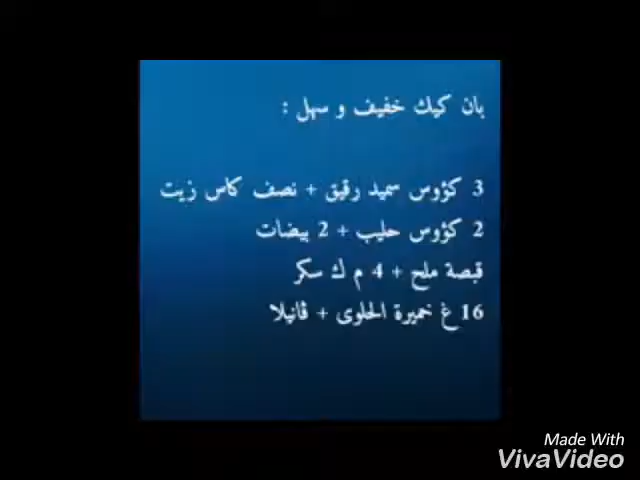 بان كيك خفيف و سهل :
3 كؤوس سميد رقيق + نصف كاس زيت
2 كؤوس حليب + 2 بيضات
قبصة ملح + 4 م ك سكر
16 غ خميرة الحلوى + ڤانيلا
Made With
VivaVideo